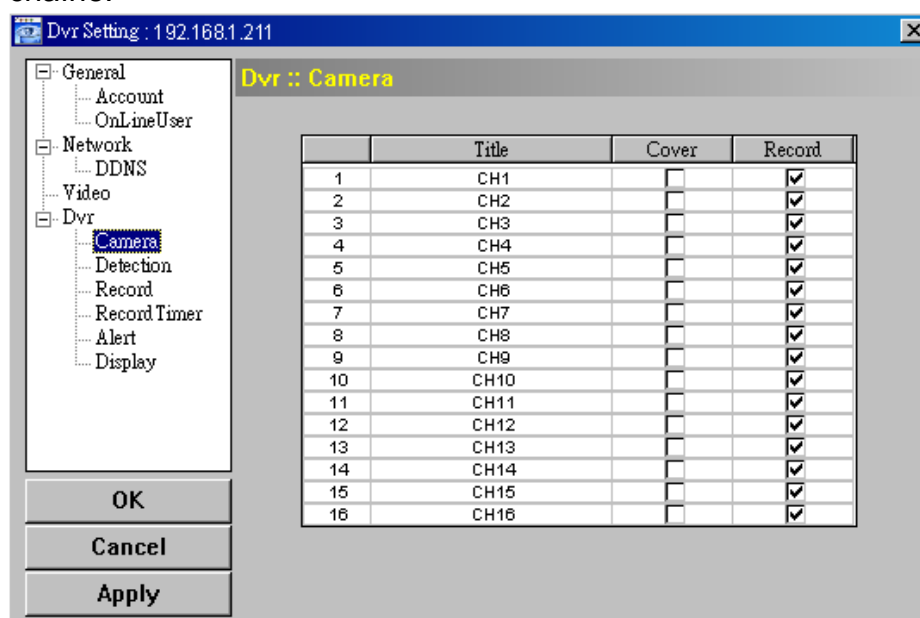 Dvr Setting : 192.168.1.211
General
Account
OnLineUser
Network
DDNS
Video
Dvr
Camera
Detection
Record
Record Timer
Alert
Display
OK
Cancel
Apply
Dvr :: Camera
Title Cover Record
1 CH1
2 CH2
3 CH3
4 CH4
5 CH5
6 CH6
7 CH7
8 CH8
9 CH9
10 CH10
11 CH11
12 CH12
13 CH13
14 CH14
15 CH15
16 CH16